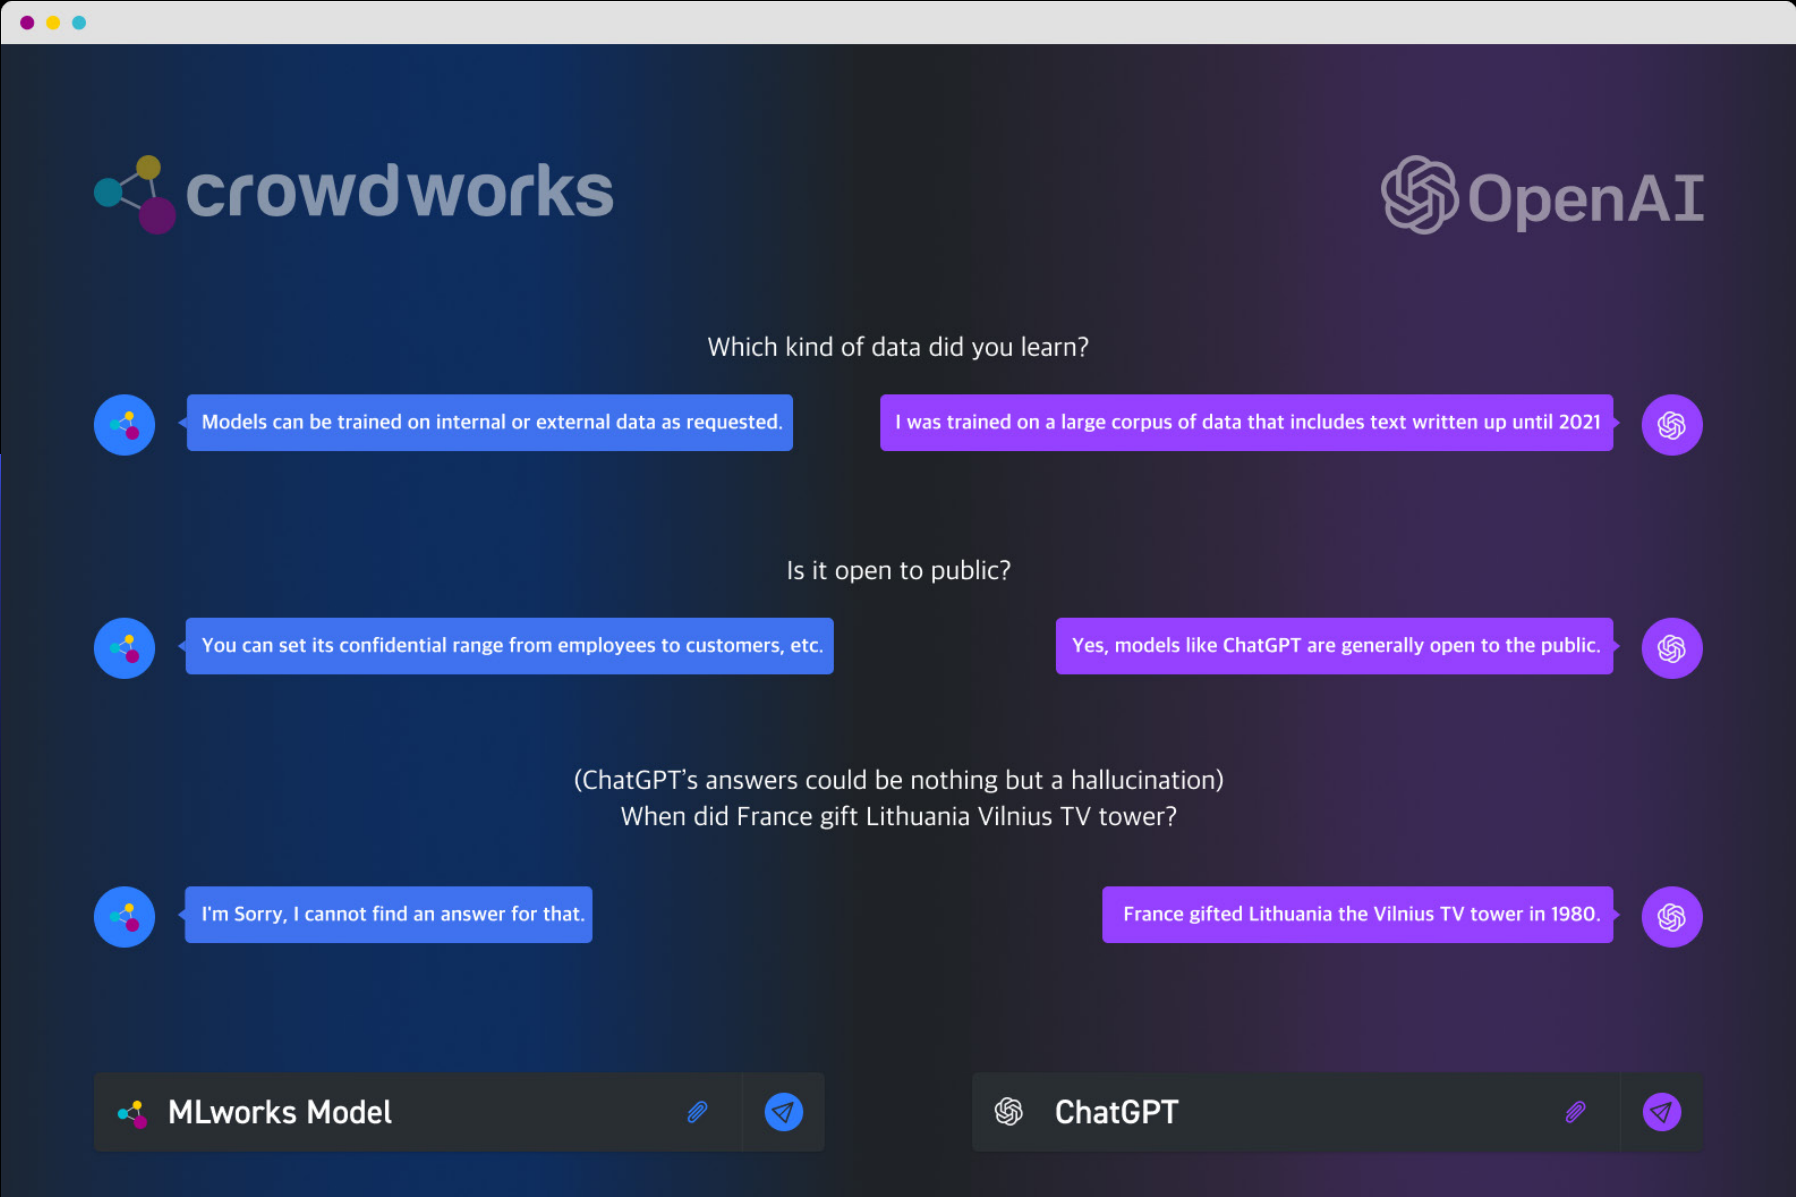 crowdworks
OpenAI
Which kind of data did you learn?
Models can be trained on internal or external data as requested.
I was trained on a large corpus of data that includes text written up until 2021
Is it open to public?
You can set its confidential range from employees to customers, etc.
Yes, models like ChatGPT are generally open to the public.
(ChatGPT’s answers could be nothing but a hallucination)
When did France gift Lithuania Vilnius TV tower?
I'm Sorry, I cannot find an answer for that.
France gifted Lithuania the Vilnius TV tower in 1980.
MLworks Model
ChatGPT